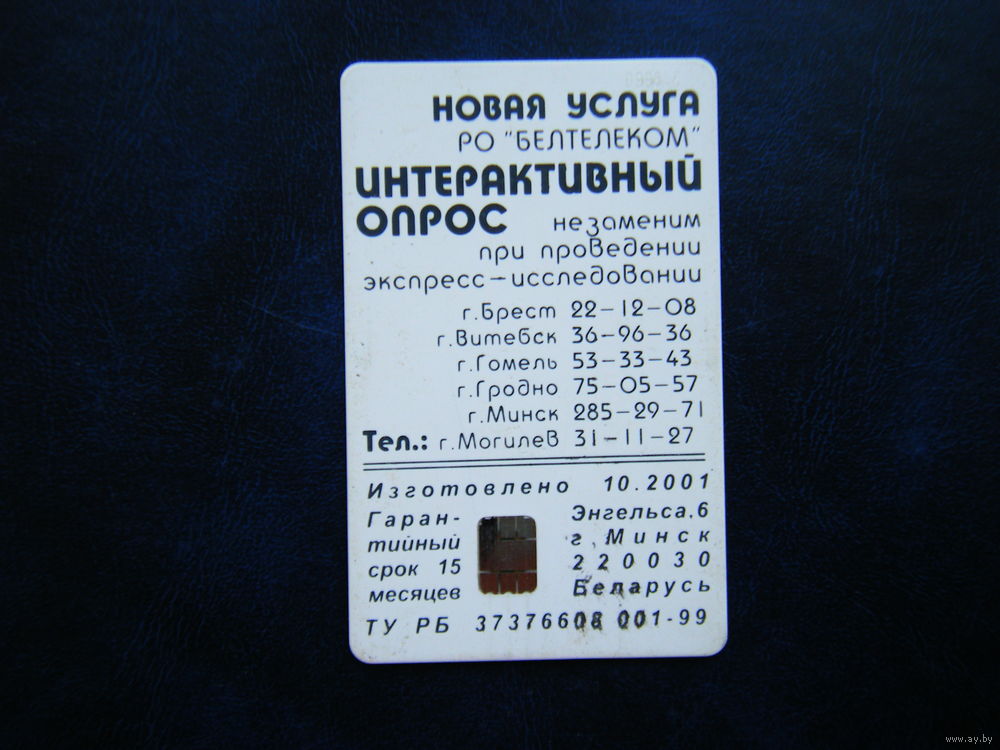 НОВАЯ УСЛУГА
РО "БЕЛТЕЛЕКОМ"
ИНТЕРАКТИВНЫЙ
ОПРОС незаменим
при проведении
экспресс-исследовании
г.Брест 22-12-08
г.Витебск 36-96-36
г.Гомель 53-33-43
г.Гродно 75-05-57
г.Минск 285-29-71
Тел.: г.Могилев 31-11-27
Изготовлено 10.2001
Гаран-
тийный
срок 15
месяцев
Энгельса.6
г. Минск
220030
Беларусь
ТУ РБ 37376608 001-99
www.ay.by